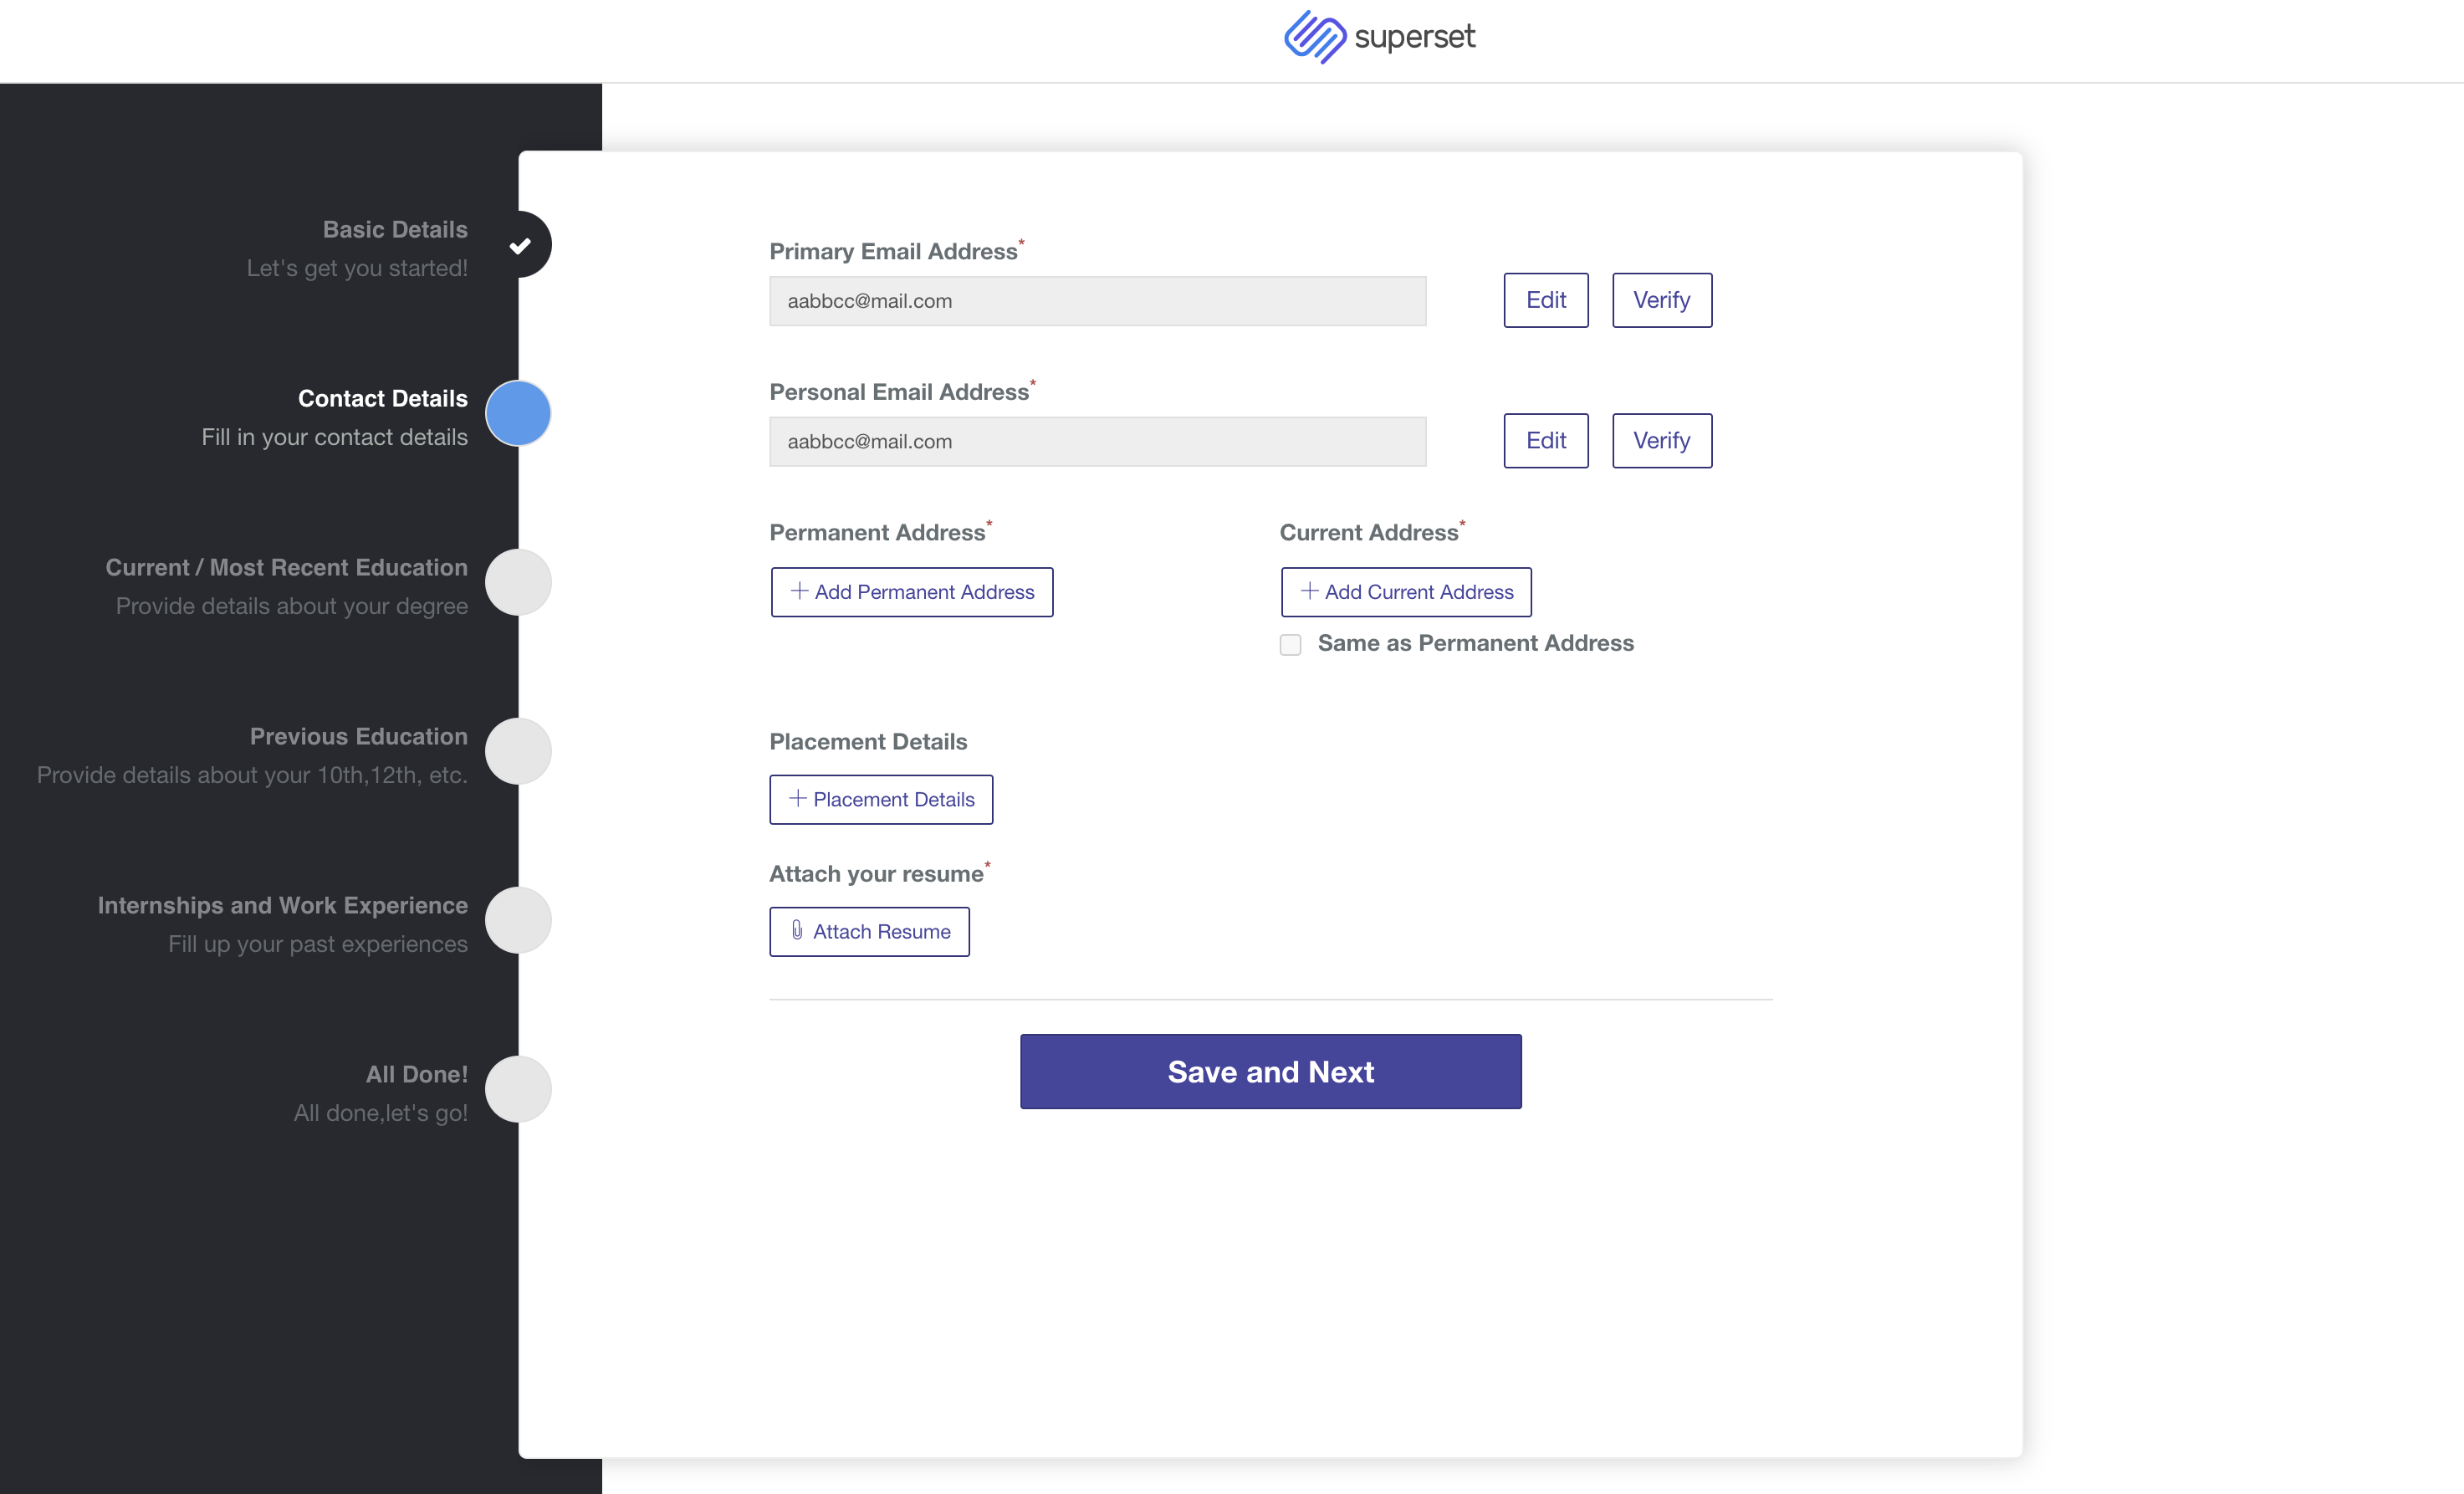 superset
Basic Details
Let's get you started!
Contact Details
Fill in your contact details
Current / Most Recent Education
Provide details about your degree
Previous Education
Provide details about your 10th,12th, etc.
Internships and Work Experience
Fill up your past experiences
All Done!
All done,let's go!
Primary Email Address*
aabbcc@mail.com
Edit
Verify
Personal Email Address*
aabbcc@mail.com
Edit
Verify
Permanent Address*
+ Add Permanent Address
Current Address*
+ Add Current Address
Same as Permanent Address
Placement Details
+ Placement Details
Attach your resume*
Attach Resume
Save and Next